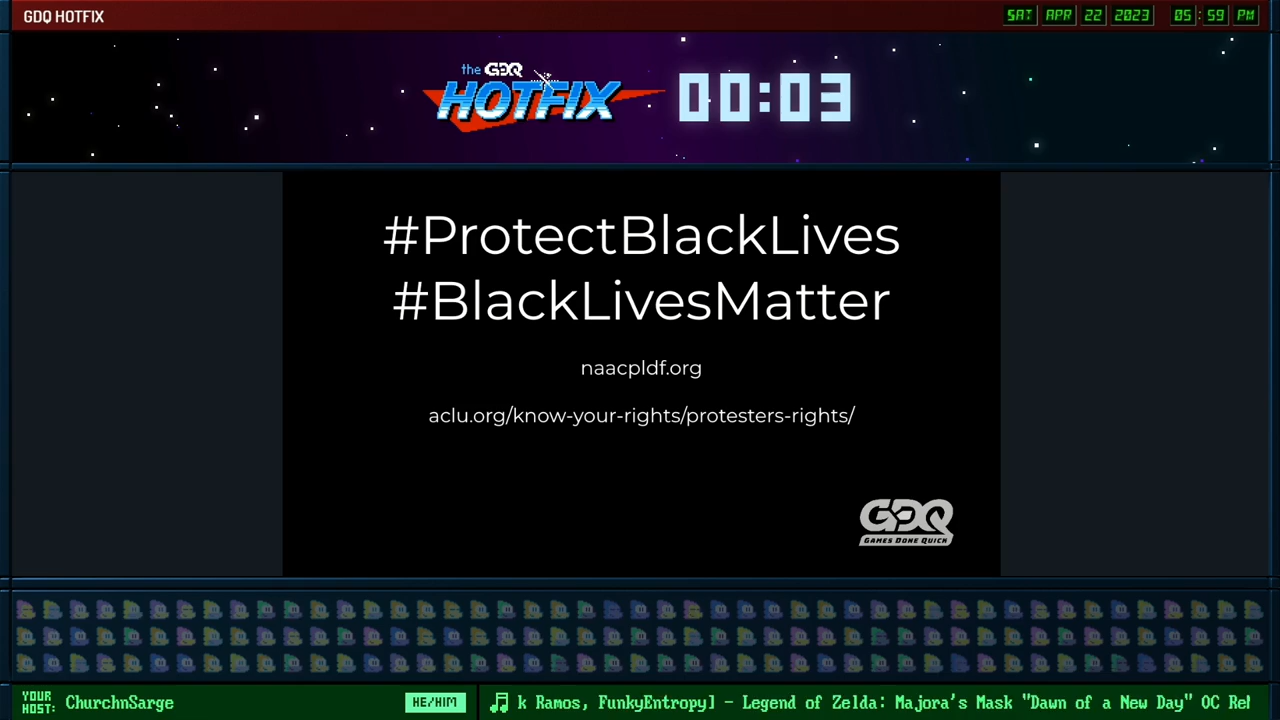 GDQ HOTFIX
SAT APR 22 2023 05:59 PM
the GDQ
HOTFIX
00:03
#ProtectBlackLives
#BlackLivesMatter
naacpldf.org
aclu.org/know-your-rights/protesters-rights/
GDQ
GAMES DONE QUICK
YOUR HOST: ChurchnSarge HE/HIM
k Ramos, FunkyEntropy] - Legend of Zelda: Majora's Mask "Dawn of a New Day" OC